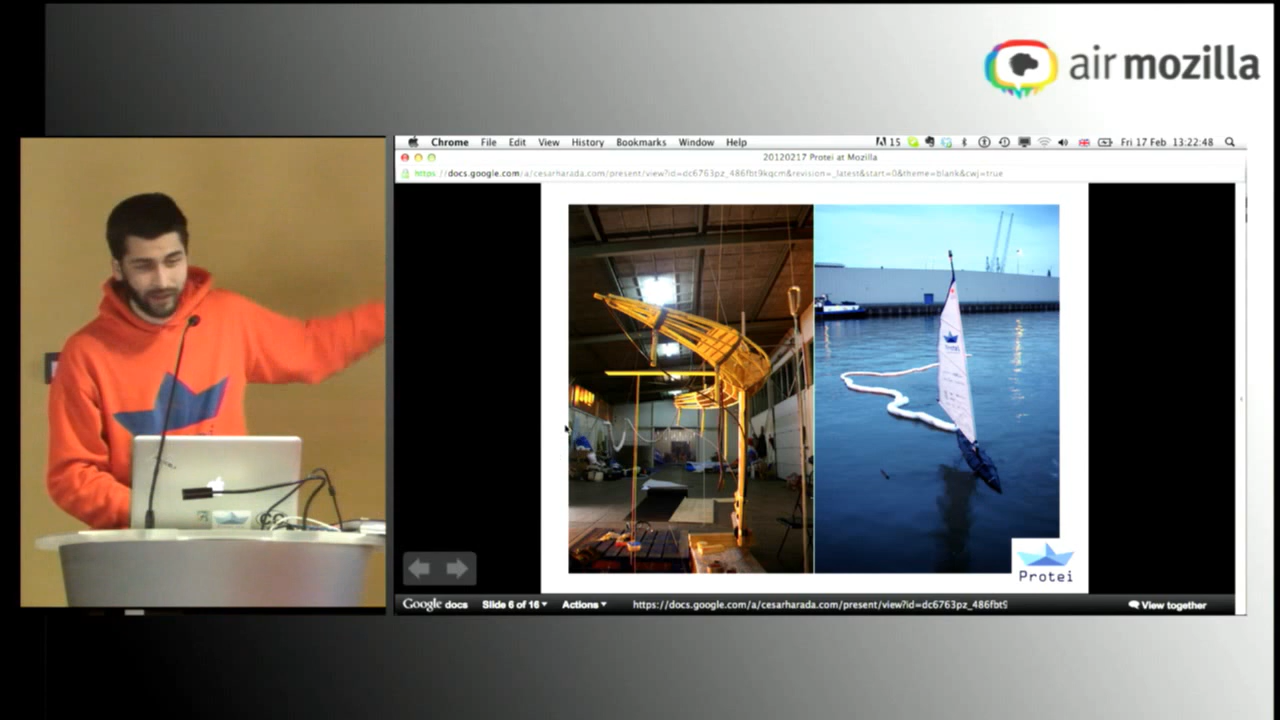 air mozilla
Chrome File Edit View History Bookmarks Window Help 15 Fri 17 Feb 13:22:48
20120217 Protei at Mozilla
https://docs.google.com/a/cesarharada.com/present/view?id=dc6763pz_486fbt9kqcm&revision=_latest&start=0&theme=blank&cwj=true
Protei
Google docs Slide 6 of 16 Actions https://docs.google.com/a/cesarharada.com/present/view?id=dc6763pz_486fbt9 View together